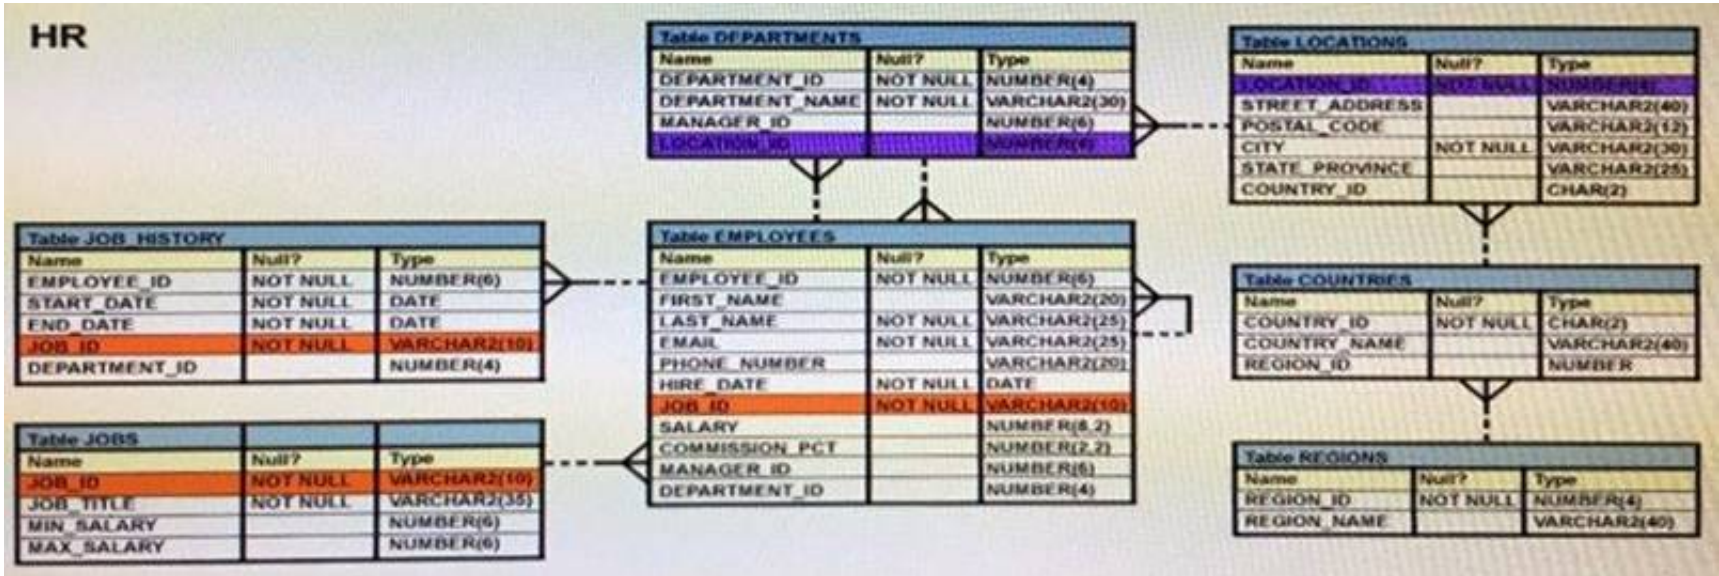 HR
Table DEPARTMENTS
Name Null? Type
DEPARTMENT_ID NOT NULL NUMBER(4)
DEPARTMENT_NAME NOT NULL VARCHAR2(30)
MANAGER_ID NUMBER(6)
LOCATION_ID NUMBER(4)
Table LOCATIONS
Name Null? Type
LOCATION_ID NOT NULL NUMBER(4)
STREET_ADDRESS VARCHAR2(40)
POSTAL_CODE VARCHAR2(12)
CITY NOT NULL VARCHAR2(30)
STATE_PROVINCE VARCHAR2(25)
COUNTRY_ID CHAR(2)
Table JOB_HISTORY
Name Null? Type
EMPLOYEE_ID NOT NULL NUMBER(6)
START_DATE NOT NULL DATE
END_DATE NOT NULL DATE
JOB_ID NOT NULL VARCHAR2(10)
DEPARTMENT_ID NUMBER(4)
Table EMPLOYEES
Name Null? Type
EMPLOYEE_ID NOT NULL NUMBER(6)
FIRST_NAME VARCHAR2(20)
LAST_NAME NOT NULL VARCHAR2(25)
EMAIL NOT NULL VARCHAR2(25)
PHONE_NUMBER VARCHAR2(20)
HIRE_DATE NOT NULL DATE
JOB_ID NOT NULL VARCHAR2(10)
SALARY NUMBER(8,2)
COMMISSION_PCT NUMBER(2,2)
MANAGER_ID NUMBER(6)
DEPARTMENT_ID NUMBER(4)
Table COUNTRIES
Name Null? Type
COUNTRY_ID NOT NULL CHAR(2)
COUNTRY_NAME VARCHAR2(40)
REGION_ID NUMBER
Table JOBS
Name Null? Type
JOB_ID NOT NULL VARCHAR2(10)
JOB_TITLE NOT NULL VARCHAR2(35)
MIN_SALARY NUMBER(6)
MAX_SALARY NUMBER(6)
Table REGIONS
Name Null? Type
REGION_ID NOT NULL NUMBER(4)
REGION_NAME VARCHAR2(40)